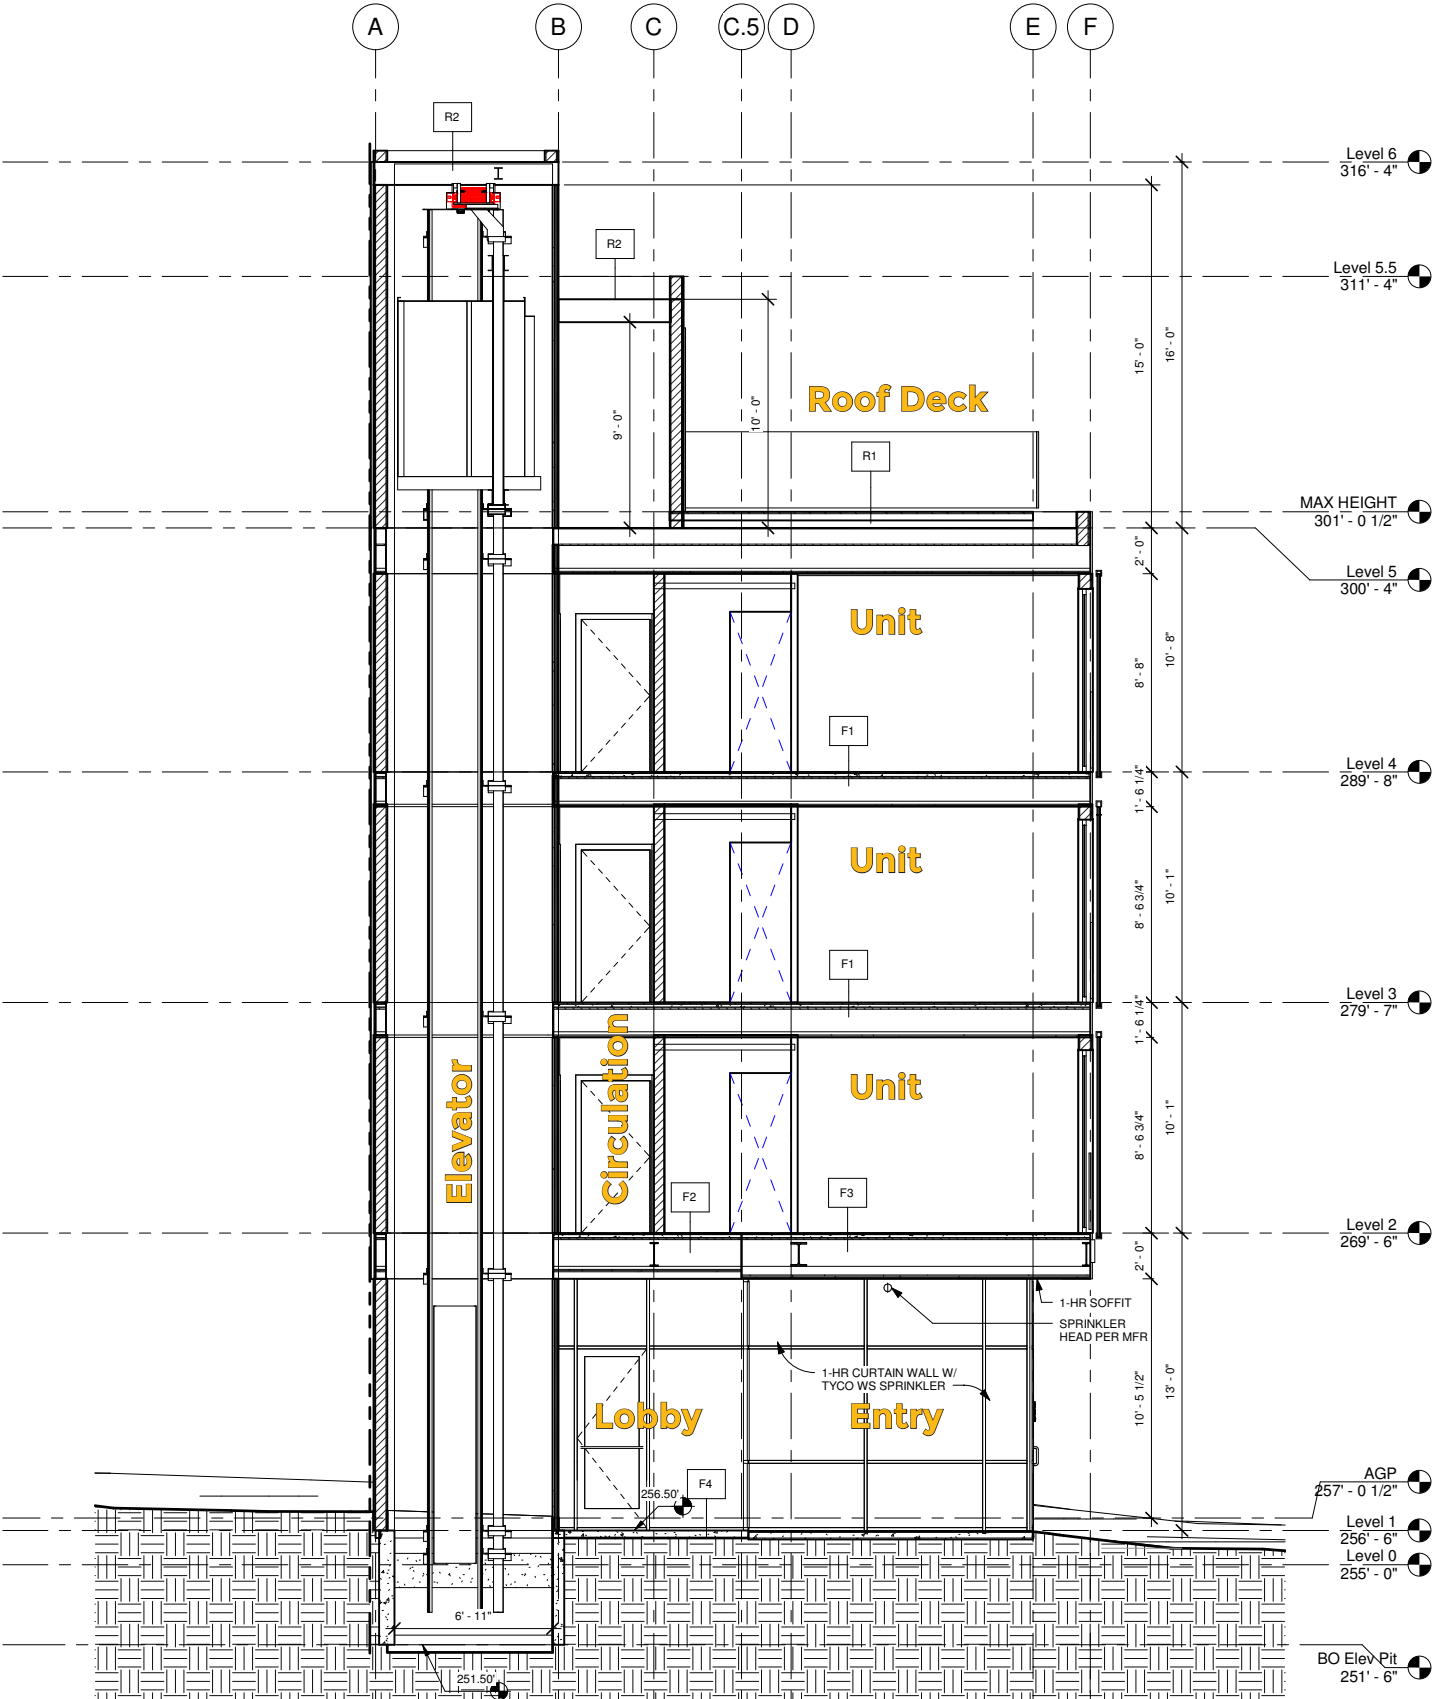 A
B
C
C.5
D
E
F
R2
Level 6
316' - 4"
R2
Level 5.5
311' - 4"
15' - 0"
16' - 0"
9' - 0"
10' - 0"
Roof Deck
R1
MAX HEIGHT
301' - 0 1/2"
2' - 0"
Level 5
300' - 4"
Unit
8' - 8"
10' - 8"
F1
Level 4
289' - 8"
1' - 6 1/4"
Unit
8' - 6 3/4"
10' - 1"
F1
Level 3
279' - 7"
1' - 6 1/4"
Elevator
Circulation
Unit
8' - 6 3/4"
10' - 1"
F2
F3
Level 2
269' - 6"
2' - 0"
1-HR SOFFIT
SPRINKLER
HEAD PER MFR
1-HR CURTAIN WALL W/
TYCO WS SPRINKLER
10' - 5 1/2"
13' - 0"
Lobby
Entry
F4
256.50'
AGP
257' - 0 1/2"
Level 1
256' - 6"
Level 0
255' - 0"
6' - 11"
251.50'
BO Elev Pit
251' - 6"